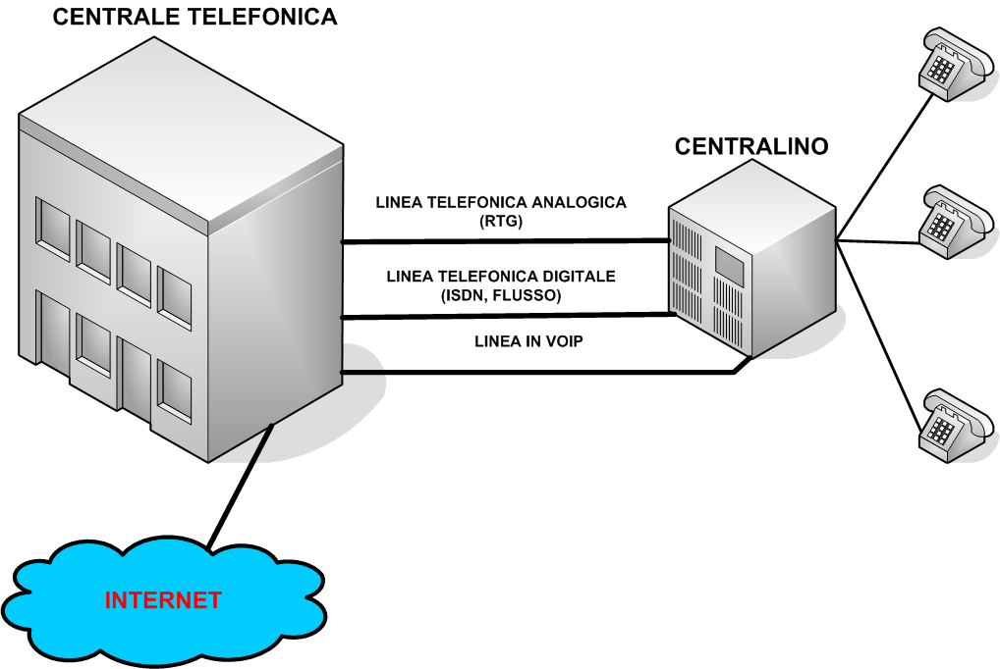 CENTRALE TELEFONICA
CENTRALINO
LINEA TELEFONICA ANALOGICA
(RTG)
LINEA TELEFONICA DIGITALE
(ISDN, FLUSSO)
LINEA IN VOIP
INTERNET